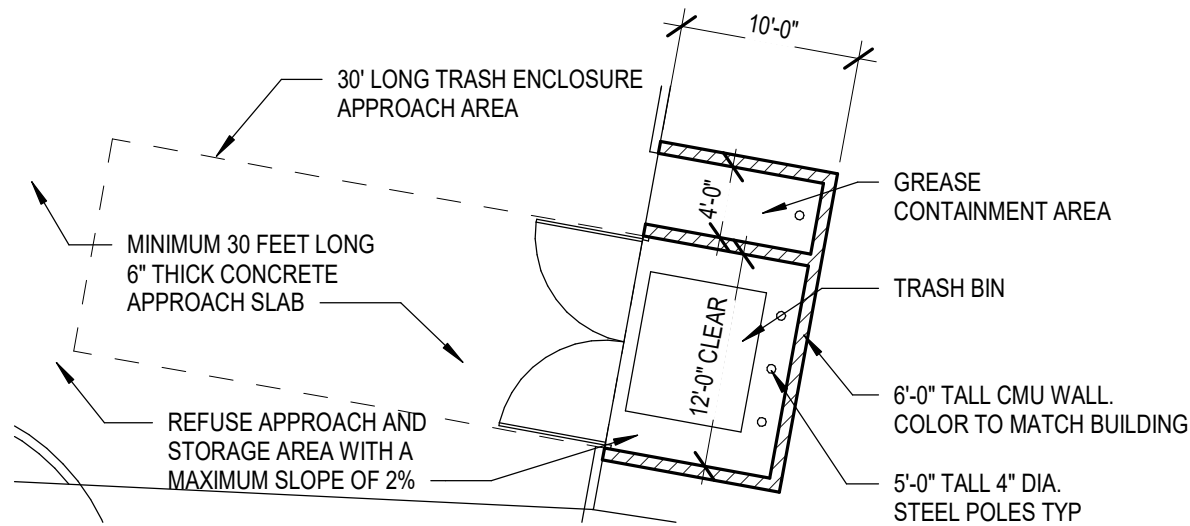 10'-0"
30' LONG TRASH ENCLOSURE
APPROACH AREA
GREASE
CONTAINMENT AREA
4'-0"
MINIMUM 30 FEET LONG
6" THICK CONCRETE
APPROACH SLAB
TRASH BIN
12'-0" CLEAR
6'-0" TALL CMU WALL.
COLOR TO MATCH BUILDING
REFUSE APPROACH AND
STORAGE AREA WITH A
MAXIMUM SLOPE OF 2%
5'-0" TALL 4" DIA.
STEEL POLES TYP